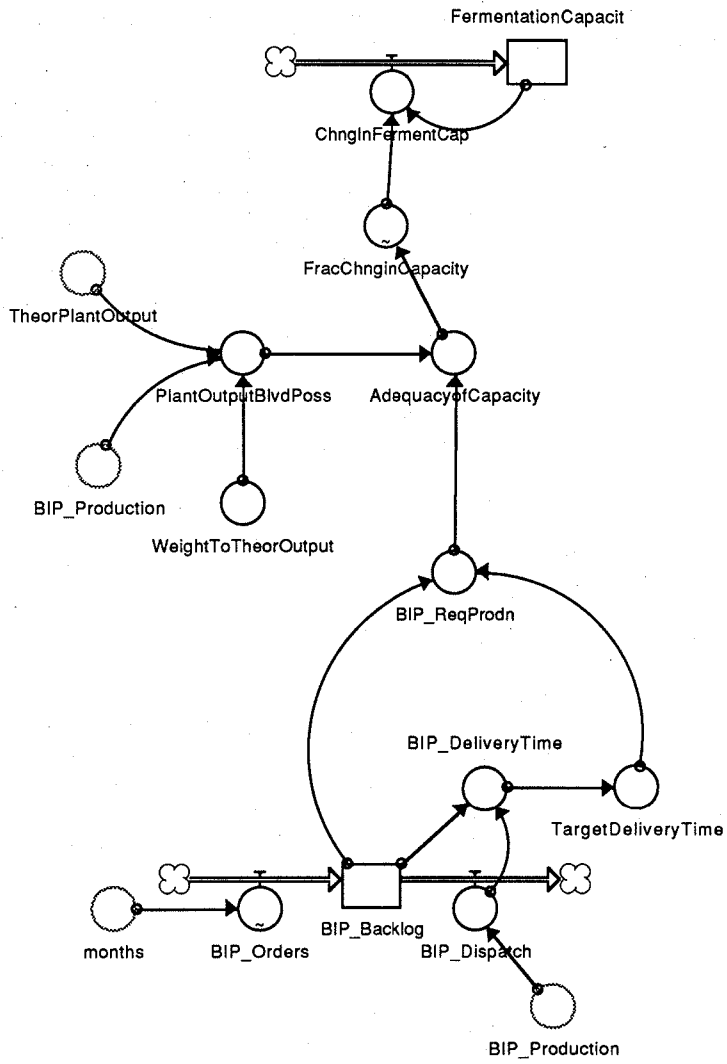 FermentationCapacit
ChngInFermentCap
FracChnginCapacity
TheorPlantOutput
PlantOutputBlvdPoss
AdequacyofCapacity
BIP_Production
WeightToTheorOutput
BIP_ReqProdn
BIP_DeliveryTime
TargetDeliveryTime
months
BIP_Orders
BIP_Backlog
BIP_Dispatch
BIP_Production